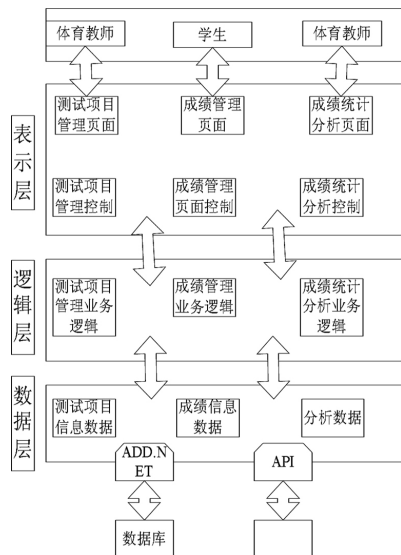 体育教师
学生
体育教师
测试项目
管理页面
成绩管理
页面
成绩统计
分析页面
表示层
测试项目
管理控制
成绩管理
页面控制
成绩统计
分析控制
逻辑层
测试项目
管理业务
逻辑
成绩管理
业务逻辑
成绩统计
分析业务
逻辑
数据层
测试项目
信息数据
成绩信息
数据
分析数据
ADD.N
ET
API
数据库